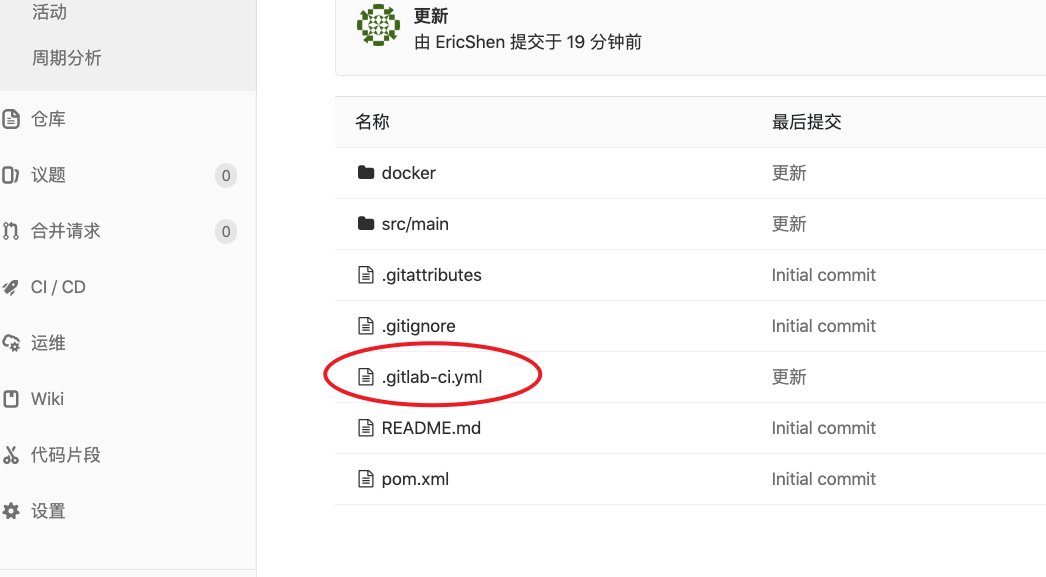 活动
周期分析
仓库
议题 0
合并请求 0
CI / CD
运维
Wiki
代码片段
设置
更新
由 EricShen 提交于 19 分钟前
名称 最后提交
docker 更新
src/main 更新
.gitattributes Initial commit
.gitignore Initial commit
.gitlab-ci.yml 更新
README.md Initial commit
pom.xml Initial commit